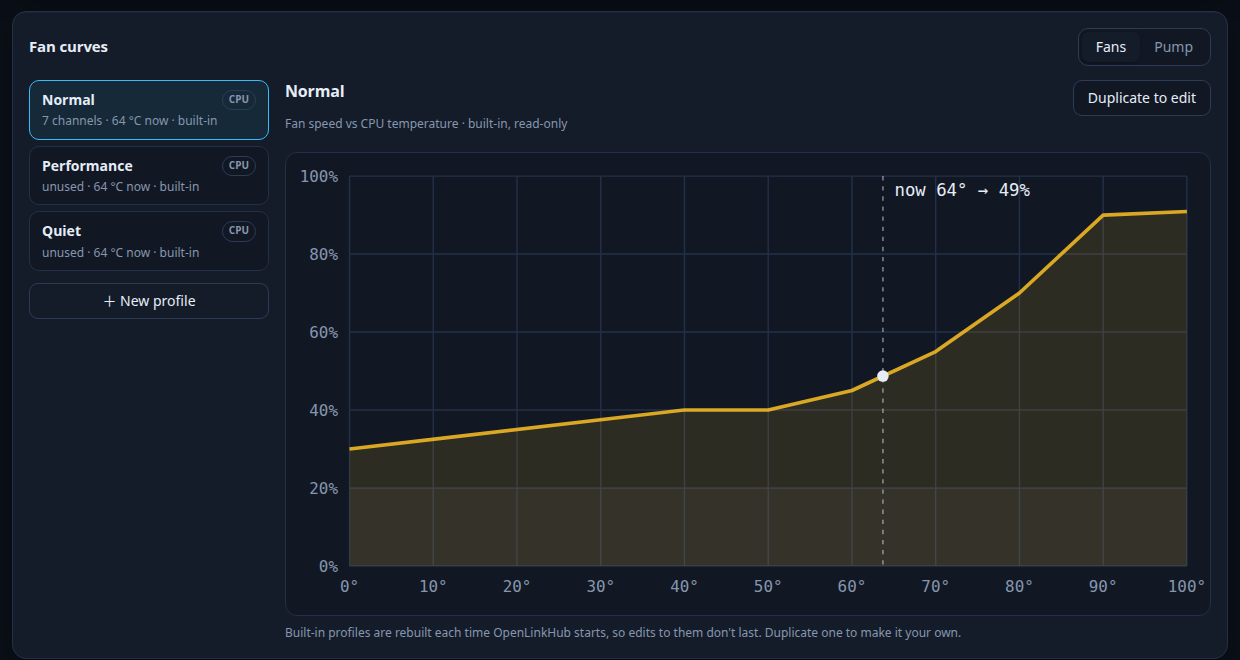 Fan curves
Fans Pump
Normal CPU
7 channels · 64 °C now · built-in
Performance CPU
unused · 64 °C now · built-in
Quiet CPU
unused · 64 °C now · built-in
+ New profile
Normal
Duplicate to edit
Fan speed vs CPU temperature · built-in, read-only
now 64° → 49%
100%
80%
60%
40%
20%
0%
0° 10° 20° 30° 40° 50° 60° 70° 80° 90° 100°
Built-in profiles are rebuilt each time OpenLinkHub starts, so edits to them don't last. Duplicate one to make it your own.